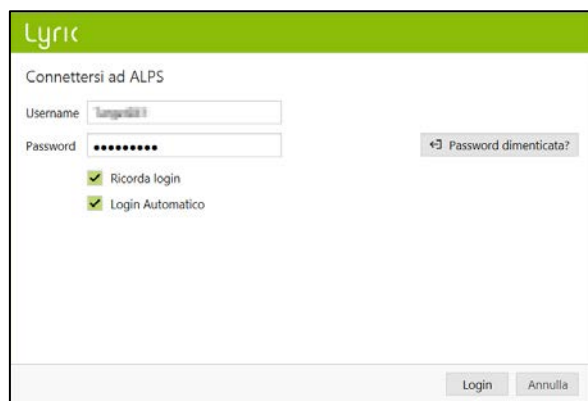 Lyric
Connettersi ad ALPS
Username
Password ●●●●●●●●● Password dimenticata?
Ricorda login
Login Automatico
Login Annulla